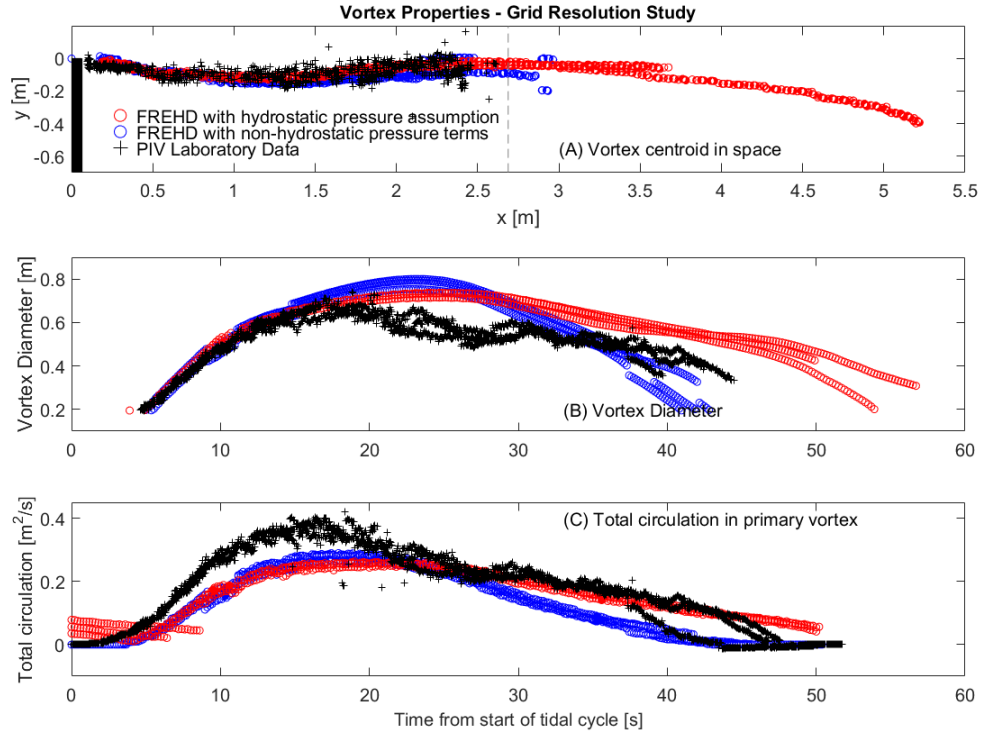 Vortex Properties - Grid Resolution Study
y [m]
0
-0.2
-0.4
-0.6
FREHD with hydrostatic pressure assumption
FREHD with non-hydrostatic pressure terms
PIV Laboratory Data
(A) Vortex centroid in space
0 0.5 1 1.5 2 2.5 3 3.5 4 4.5 5 5.5
x [m]
Vortex Diameter [m]
0.8
0.6
0.4
0.2
(B) Vortex Diameter
0 10 20 30 40 50 60
Total circulation [m²/s]
0.4
0.2
0
(C) Total circulation in primary vortex
0 10 20 30 40 50 60
Time from start of tidal cycle [s]